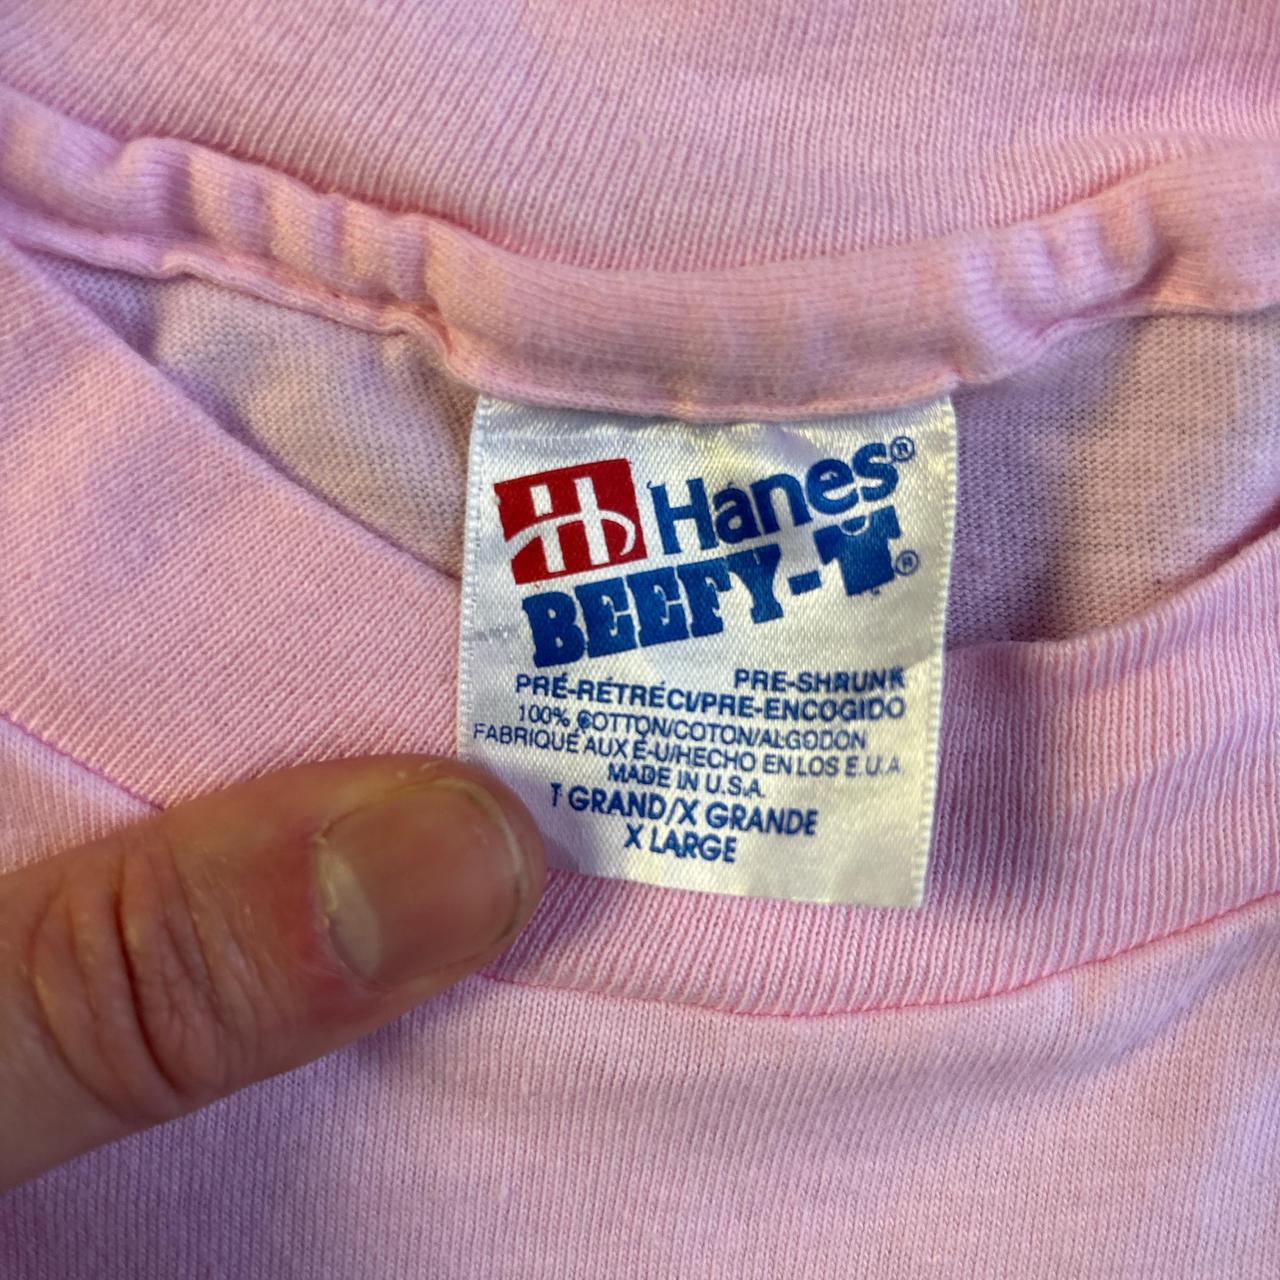 Hanes®
BEEFY-T®
PRE-SHRUNK
PRÉ-RÉTRÉCI/PRE-ENCOGIDO
100% COTTON/COTON/ALGODON
FABRIQUÉ AUX É-U/HECHO EN LOS E.U.A.
MADE IN U.S.A.
T GRAND/X GRANDE
X LARGE